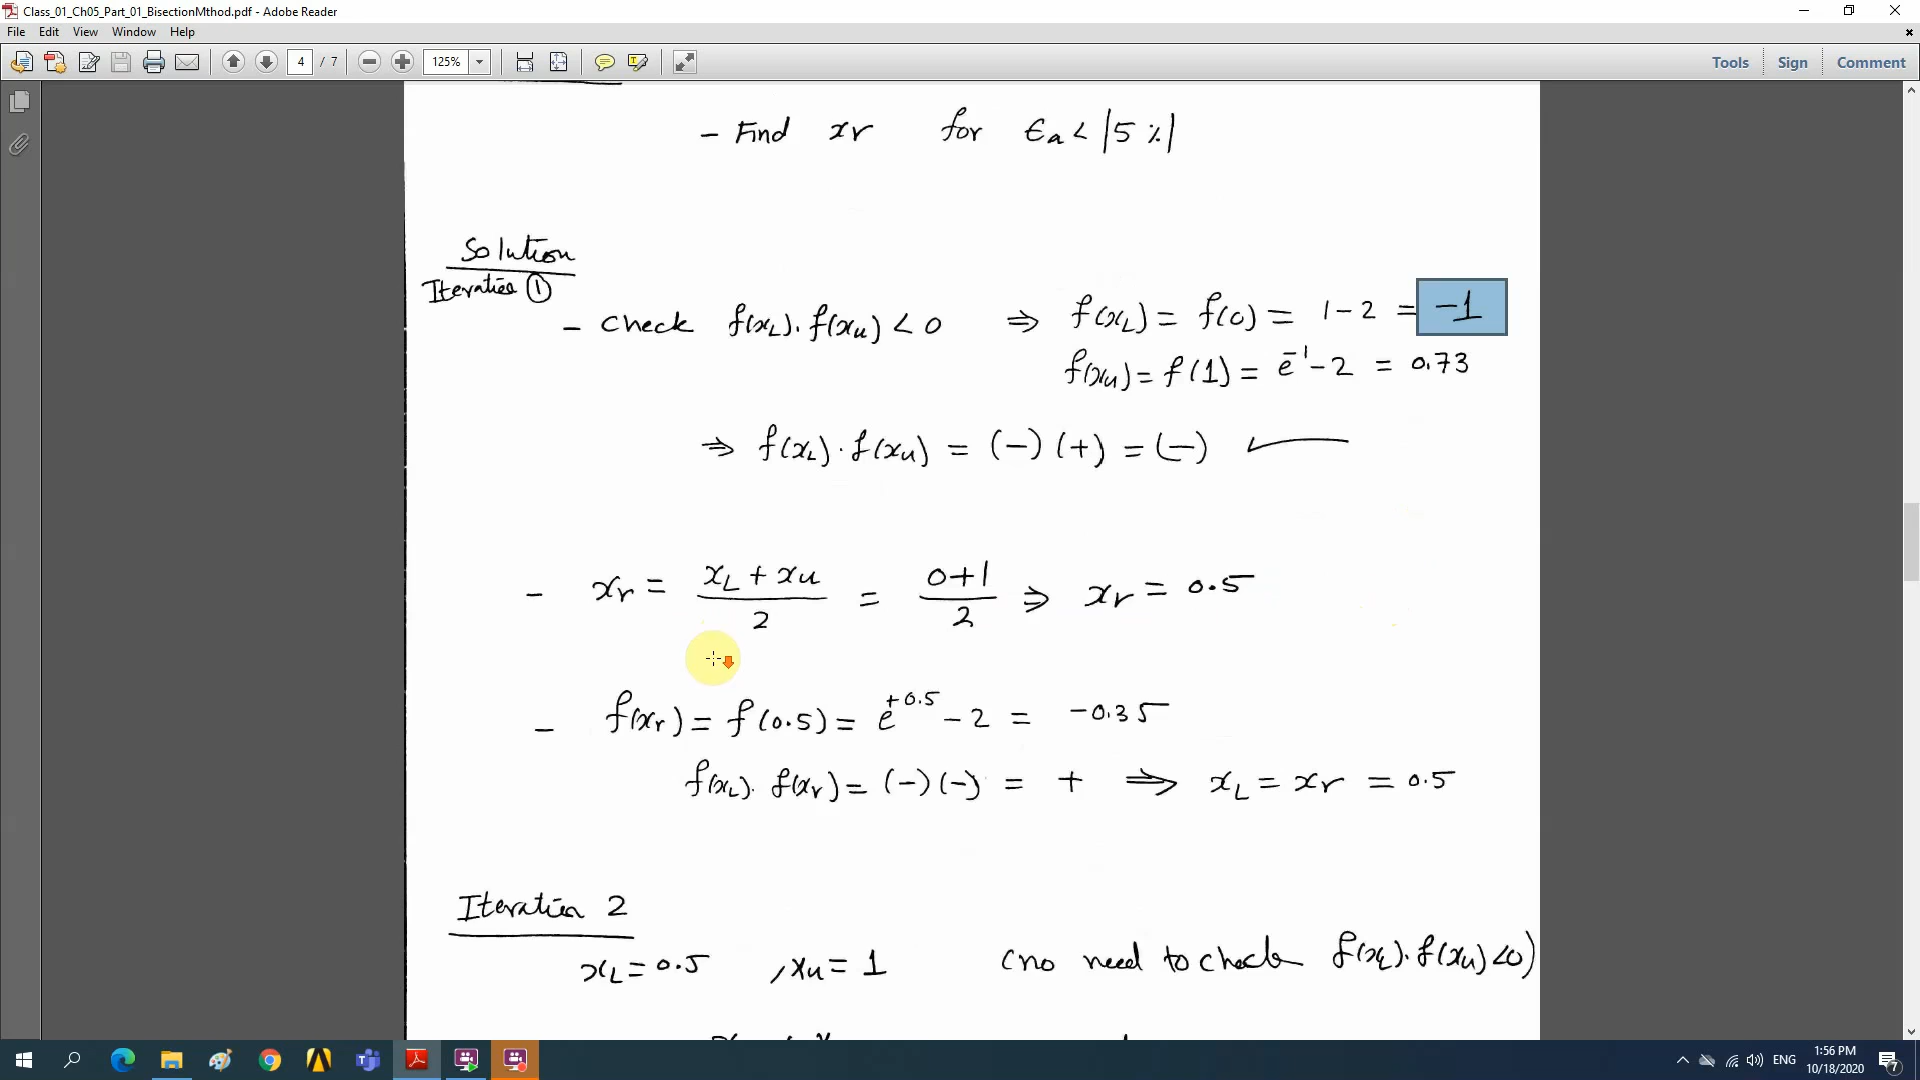 Class_01_Ch05_Part_01_BisectionMthod.pdf - Adobe Reader
File Edit View Window Help
4 / 7 125% Tools Sign Comment
- Find xr for Ea < |5 %|
Solution
Iteration ①
- Check f(xL). f(xu) < 0 ⇒ f(xL) = f(0) = 1 - 2 = -1
f(xu) = f(1) = e⁻¹ - 2 = 0.73
⇒ f(xL). f(xu) = (-) (+) = (-)
- xr = (xL + xu)/2 = (0+1)/2 ⇒ xr = 0.5
- f(xr) = f(0.5) = e^+0.5 - 2 = -0.35
f(xL). f(xr) = (-) (-) = + ⇒ xL = xr = 0.5
Iteration 2
xL = 0.5 , xu = 1 (no need to check f(xL). f(xu) <0)
ENG 1:56 PM
10/18/2020 7